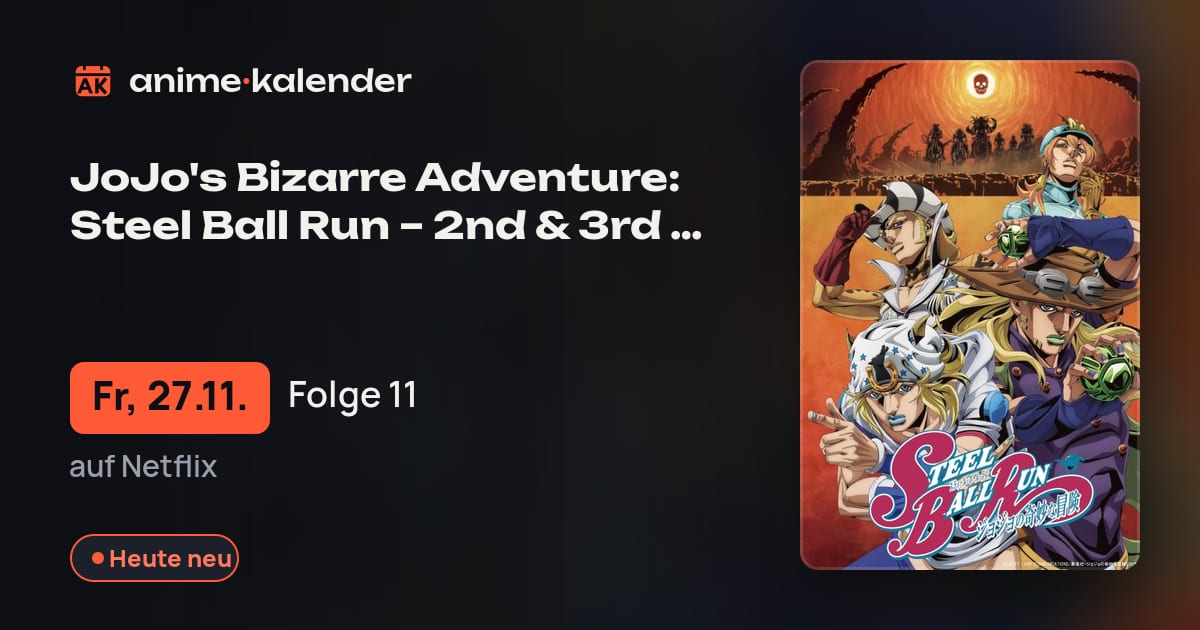 AK
anime·kalender
JoJo's Bizarre Adventure:
Steel Ball Run – 2nd & 3rd ...
Fr, 27.11.
Folge 11
auf Netflix
Heute neu
STEEL
BALL RUN
ジョジョの奇妙な冒険